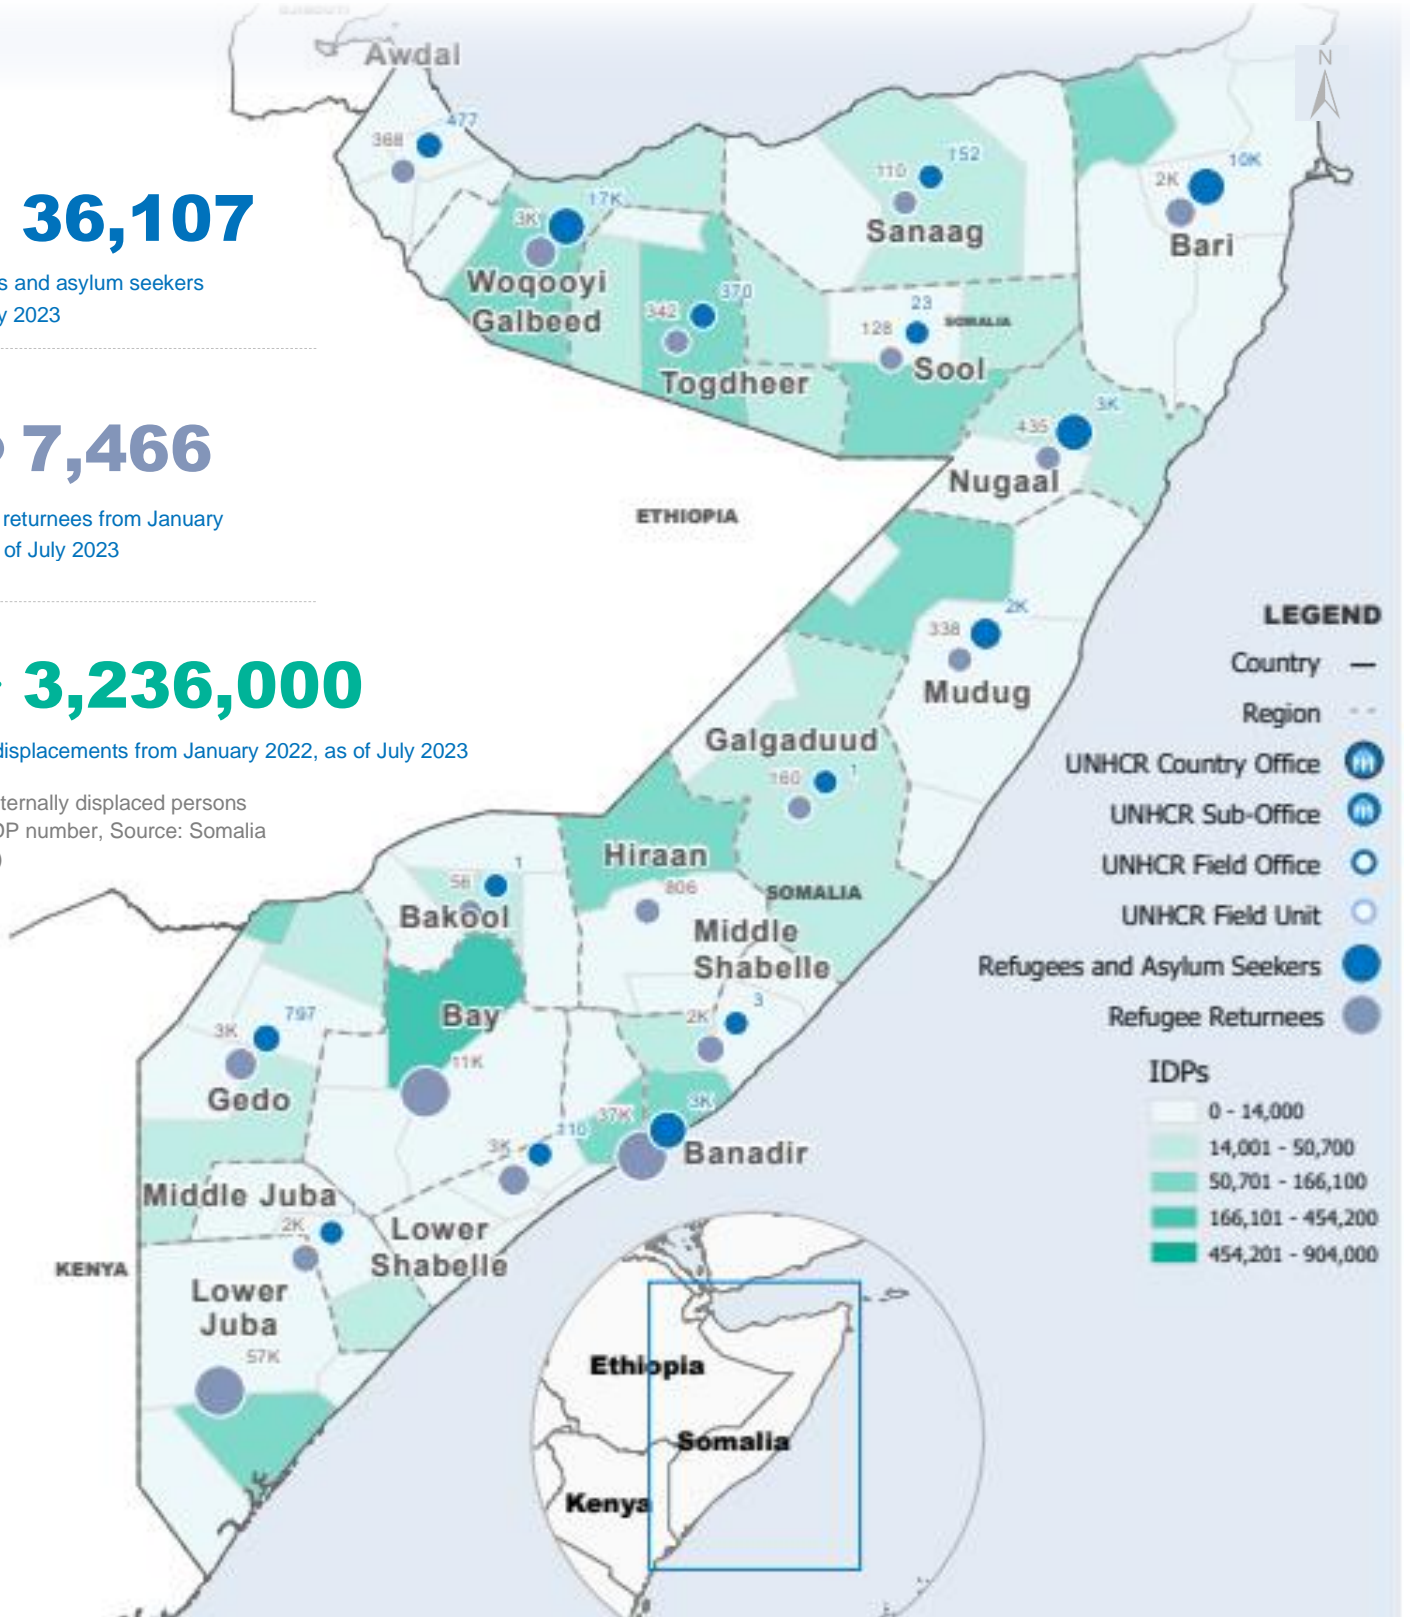 DJIBOUTI
Awdal
N
477
368
36,107
s and asylum seekers
y 2023
7,466
returnees from January
of July 2023
3,236,000
displacements from January 2022, as of July 2023
ternally displaced persons
DP number, Source: Somalia
)
17K
3K
Woqooyi
Galbeed
152
110
Sanaag
10K
2K
Bari
370
342
Togdheer
23
128
SOMALIA
Sool
3K
435
Nugaal
ETHIOPIA
2K
338
Mudug
Galgaduud
160
1
Hiraan
806
SOMALIA
1
58
Bakool
Middle
Shabelle
Bay
3
2K
797
3K
Gedo
11K
37K
3K
Banadir
3K
110
Middle Juba
2K
Lower
Shabelle
KENYA
Lower
Juba
57K
LEGEND
Country
Region
UNHCR Country Office
UNHCR Sub-Office
UNHCR Field Office
UNHCR Field Unit
Refugees and Asylum Seekers
Refugee Returnees
IDPs
0 - 14,000
14,001 - 50,700
50,701 - 166,100
166,101 - 454,200
454,201 - 904,000
Ethiopia
Somalia
Kenya